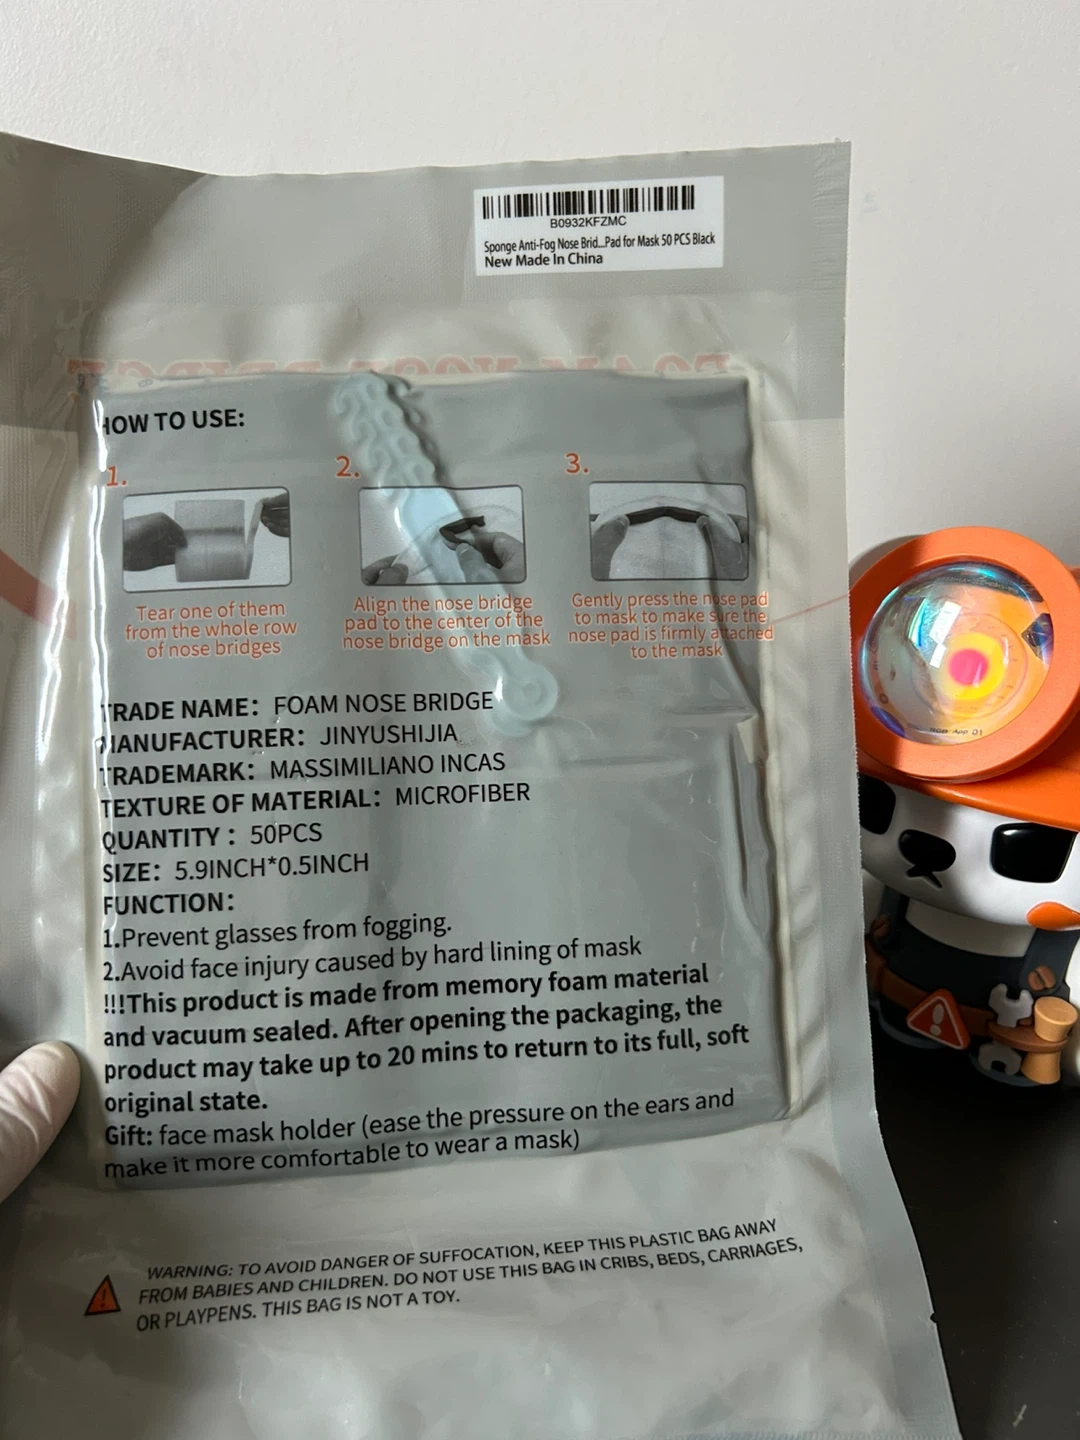 B0932KFZMC
Sponge Anti-Fog Nose Brid...Pad for Mask 50 PCS Black
New Made In China
FOAM NOSE BRIDGE
HOW TO USE:
1.
2.
3.
Tear one of them
from the whole row
of nose bridges
Align the nose bridge
pad to the center of the
nose bridge on the mask
Gently press the nose pad
to mask to make sure the
nose pad is firmly attached
to the mask
TRADE NAME: FOAM NOSE BRIDGE
MANUFACTURER: JINYUSHIJIA
TRADEMARK: MASSIMILIANO INCAS
TEXTURE OF MATERIAL: MICROFIBER
QUANTITY : 50PCS
SIZE: 5.9INCH*0.5INCH
FUNCTION:
1.Prevent glasses from fogging.
2.Avoid face injury caused by hard lining of mask
!!!This product is made from memory foam material
and vacuum sealed. After opening the packaging, the
product may take up to 20 mins to return to its full, soft
original state.
Gift: face mask holder (ease the pressure on the ears and
make it more comfortable to wear a mask)
WARNING: TO AVOID DANGER OF SUFFOCATION, KEEP THIS PLASTIC BAG AWAY
FROM BABIES AND CHILDREN. DO NOT USE THIS BAG IN CRIBS, BEDS, CARRIAGES,
OR PLAYPENS. THIS BAG IS NOT A TOY.
RGB App 01